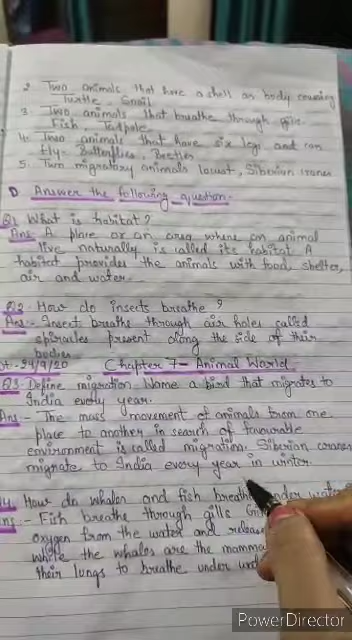 2. Two animals that have a shell as body covering
Turtle, Snail
3. Two animals that breathe through gills.
Fish, Tadpole
4. Two animals that have six legs and can
fly- Butterflies, Beetles
5. Two migratory animals locust, Siberian cranes
D Answer the following question-
Q1 What is habitat?
Ans- A place or an area where an animal
live naturally is called its habitat. A
habitat provides the animals with food, shelter,
air and water.
Q2. How do insects breathe ?
Ans:- Insect breathe through air holes called
spiracles present along the side of their
bodies
24/9/20 Chapter 7- Animal World
Q3. Define migration. Name a bird that migrates to
India every year.
Ans:- The mass movement of animals from one
place to another in search of favourable
environment is called migration. Siberian cranes
migrate to India every year in winter.
How do whales and fish breathe under
Ans:- Fish breathe through gills
oxygen from the water and release
while the whales are the
their lungs to breathe under
PowerDirector